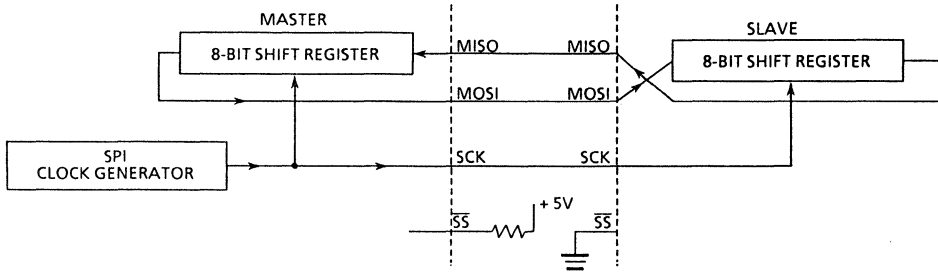 MASTER
8-BIT SHIFT REGISTER
MISO
MISO
SLAVE
8-BIT SHIFT REGISTER
MOSI
MOSI
SPI
CLOCK GENERATOR
SCK
SCK
SS
+ 5V
SS